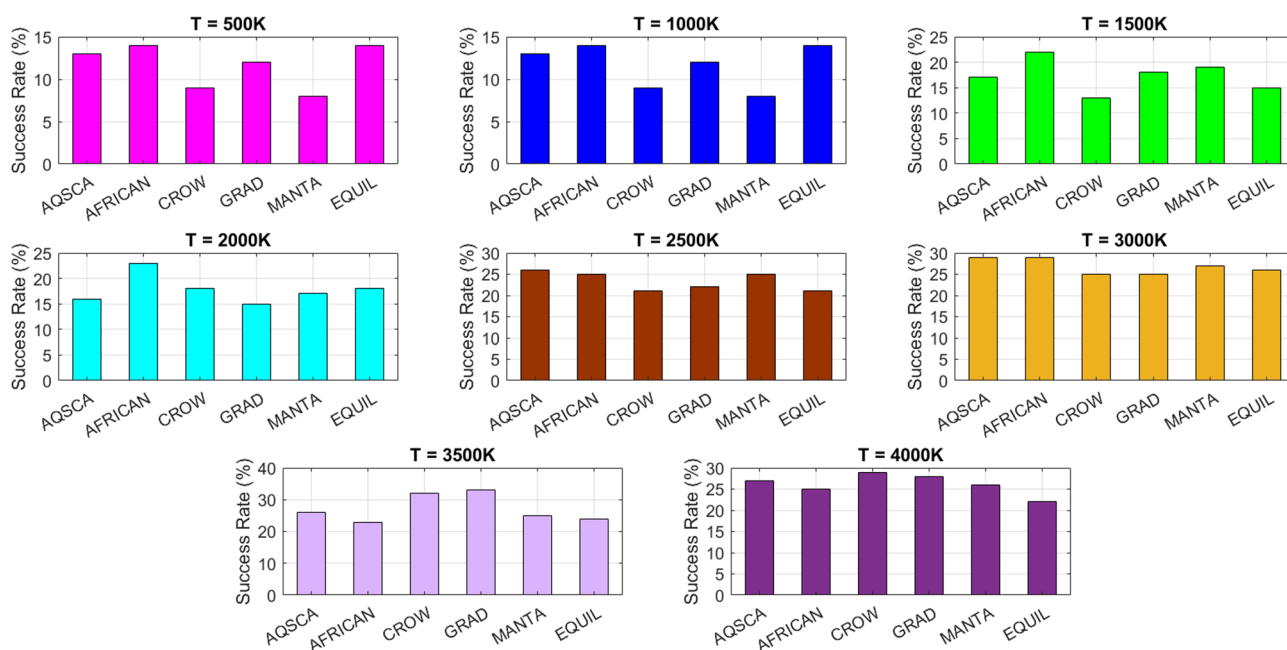 T = 500K
Success Rate (%)
15
10
5
0
AQSCA AFRICAN CROW GRAD MANTA EQUIL
T = 1000K
Success Rate (%)
15
10
5
0
AQSCA AFRICAN CROW GRAD MANTA EQUIL
T = 1500K
Success Rate (%)
25
20
15
10
5
0
AQSCA AFRICAN CROW GRAD MANTA EQUIL
T = 2000K
Success Rate (%)
25
20
15
10
5
0
AQSCA AFRICAN CROW GRAD MANTA EQUIL
T = 2500K
Success Rate (%)
30
25
20
15
10
5
0
AQSCA AFRICAN CROW GRAD MANTA EQUIL
T = 3000K
Success Rate (%)
30
25
20
15
10
5
0
AQSCA AFRICAN CROW GRAD MANTA EQUIL
T = 3500K
Success Rate (%)
40
30
20
10
0
AQSCA AFRICAN CROW GRAD MANTA EQUIL
T = 4000K
Success Rate (%)
30
25
20
15
10
5
0
AQSCA AFRICAN CROW GRAD MANTA EQUIL